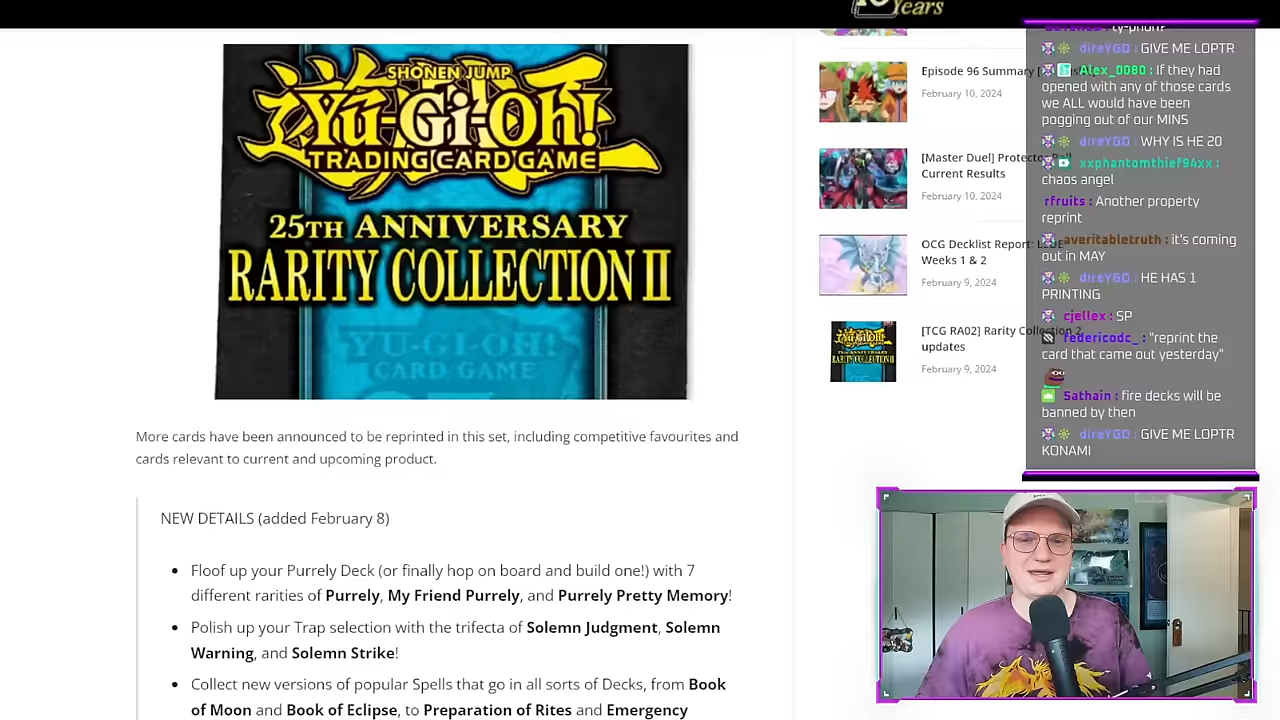 Years
SHONEN JUMP
Yu-Gi-Oh!
TRADING CARD GAME
25TH ANNIVERSARY
RARITY COLLECTION II
YU-GI-OH!
CARD GAME
More cards have been announced to be reprinted in this set, including competitive favourites and
cards relevant to current and upcoming product.
NEW DETAILS (added February 8)
Floof up your Purrely Deck (or finally hop on board and build one!) with 7
different rarities of Purrely, My Friend Purrely, and Purrely Pretty Memory!
Polish up your Trap selection with the trifecta of Solemn Judgment, Solemn
Warning, and Solemn Strike!
Collect new versions of popular Spells that go in all sorts of Decks, from Book
of Moon and Book of Eclipse, to Preparation of Rites and Emergency
Episode 96 Summary
February 10, 2024
[Master Duel] Protector
Current Results
February 10, 2024
OCG Decklist Report:
Weeks 1 & 2
February 9, 2024
[TCG RA02] Rarity Collection 2
updates
February 9, 2024
direYGO : GIVE ME LOPTR
Alex_0080 : If they had
opened with any of those cards
we ALL would have been
pogging out of our MINS
direYGO : WHY IS HE 20
xxphantomthief94xx :
chaos angel
rfruits : Another property
reprint
averitabletruth : it's coming
out in MAY
direYGO : HE HAS 1
PRINTING
cjellex : SP
federicodc_ : "reprint the
card that came out yesterday"
Sathain : fire decks will be
banned by then
direYGO : GIVE ME LOPTR
KONAMI